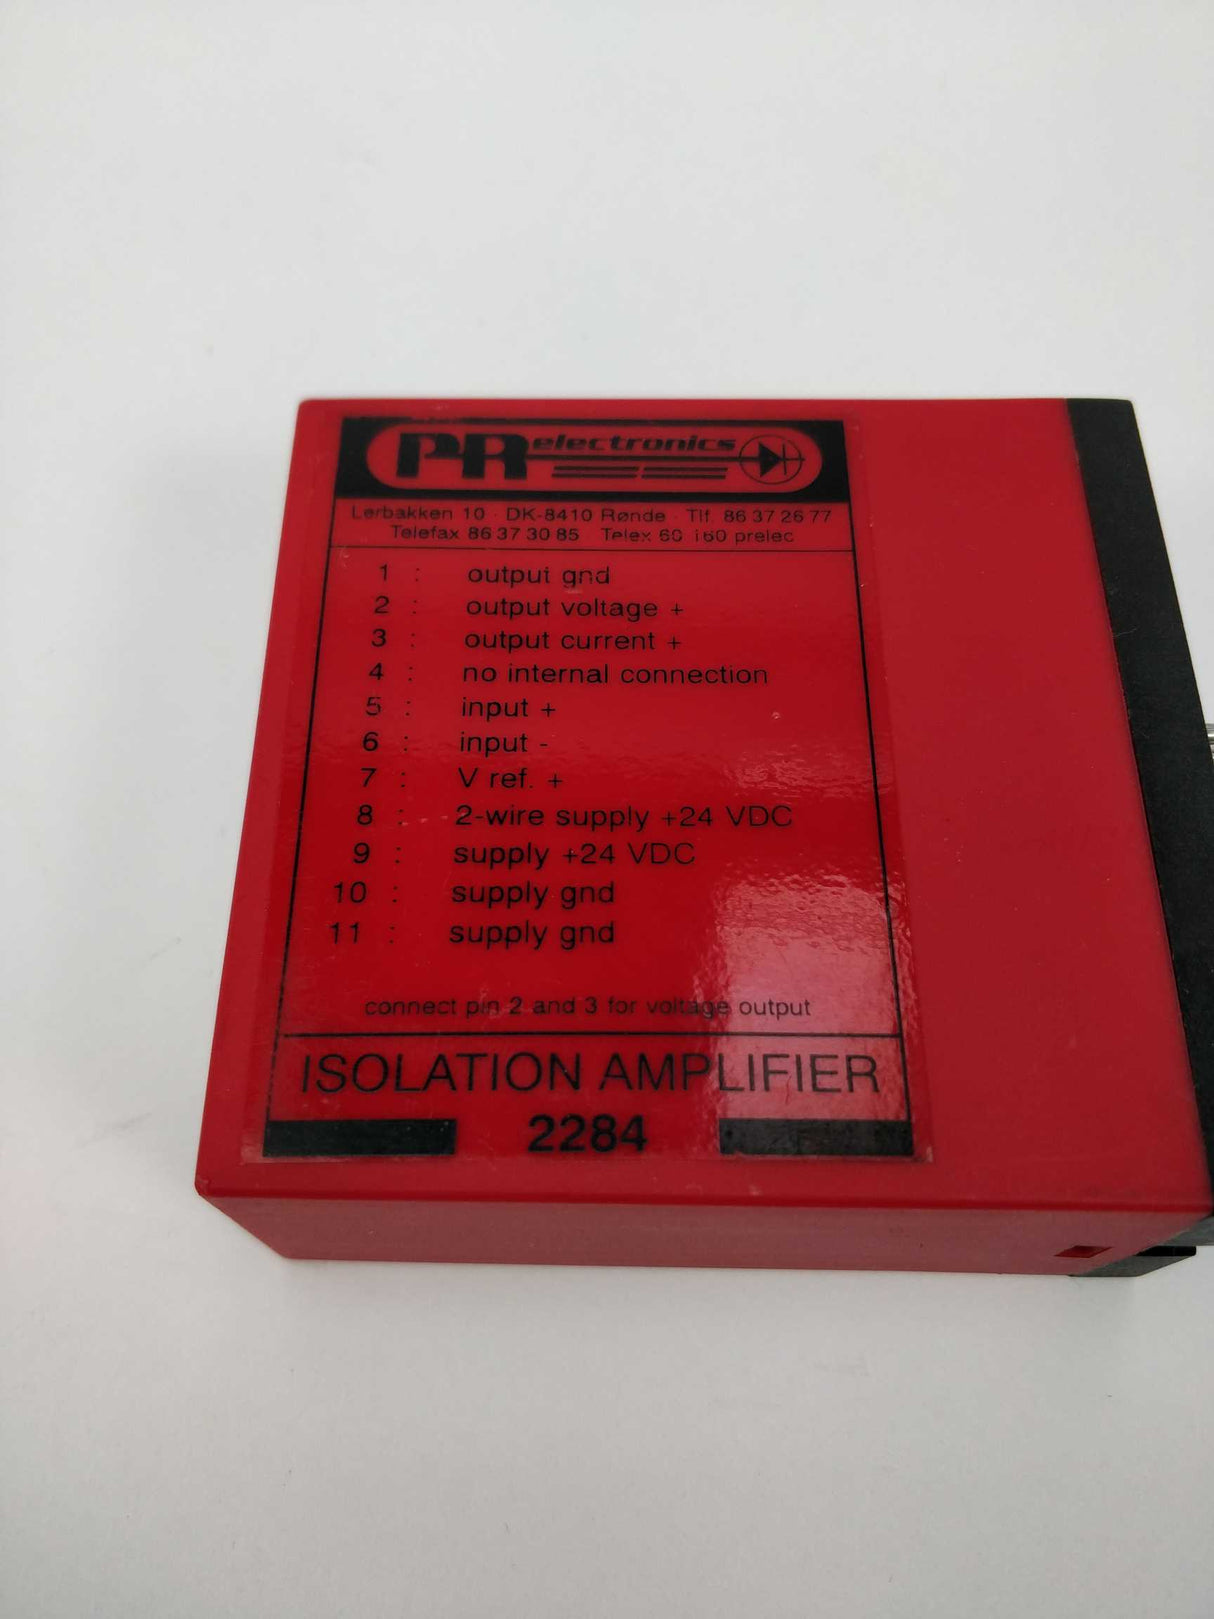 PR electronics
Lerbakken 10 · DK-8410 Rønde · Tlf. 86 37 26 77
Telefax 86 37 30 85 Telex 60 160 prelec
1 : output gnd
2 : output voltage +
3 : output current +
4 : no internal connection
5 : input +
6 : input -
7 : V ref. +
8 : 2-wire supply +24 VDC
9 : supply +24 VDC
10 : supply gnd
11 : supply gnd
connect pin 2 and 3 for voltage output
ISOLATION AMPLIFIER
2284